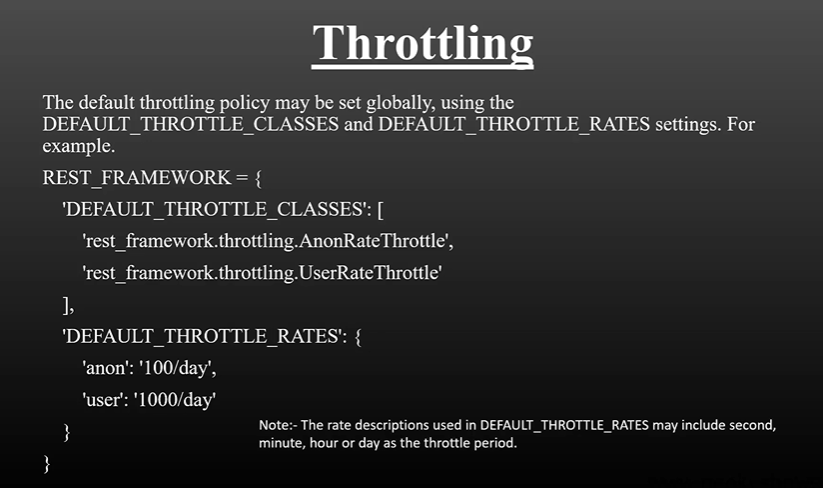 Throttling
The default throttling policy may be set globally, using the
DEFAULT_THROTTLE_CLASSES and DEFAULT_THROTTLE_RATES settings. For
example.
REST_FRAMEWORK = {
'DEFAULT_THROTTLE_CLASSES': [
'rest_framework.throttling.AnonRateThrottle',
'rest_framework.throttling.UserRateThrottle'
],
'DEFAULT_THROTTLE_RATES': {
'anon': '100/day',
'user': '1000/day'
}
Note:- The rate descriptions used in DEFAULT_THROTTLE_RATES may include second,
minute, hour or day as the throttle period.
}